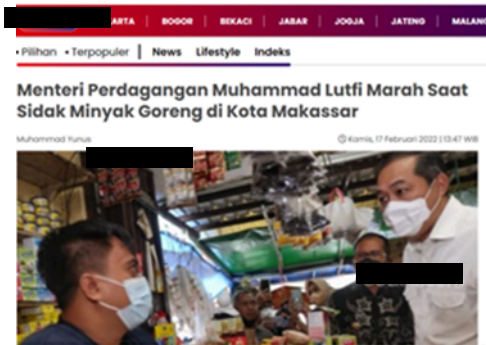 ARTA BOGOR BEKACI JABAR JOGJA JATENG MALANG
• Pilihan • Terpopuler | News Lifestyle Indeks
Menteri Perdagangan Muhammad Lutfi Marah Saat
Sidak Minyak Goreng di Kota Makassar
Muhammad Yunus
Kamis, 17 Februari 2022 | 13:47 WIB